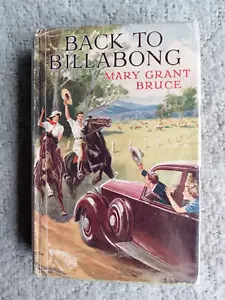 BACK TO
BILLABONG
MARY GRANT
BRUCE